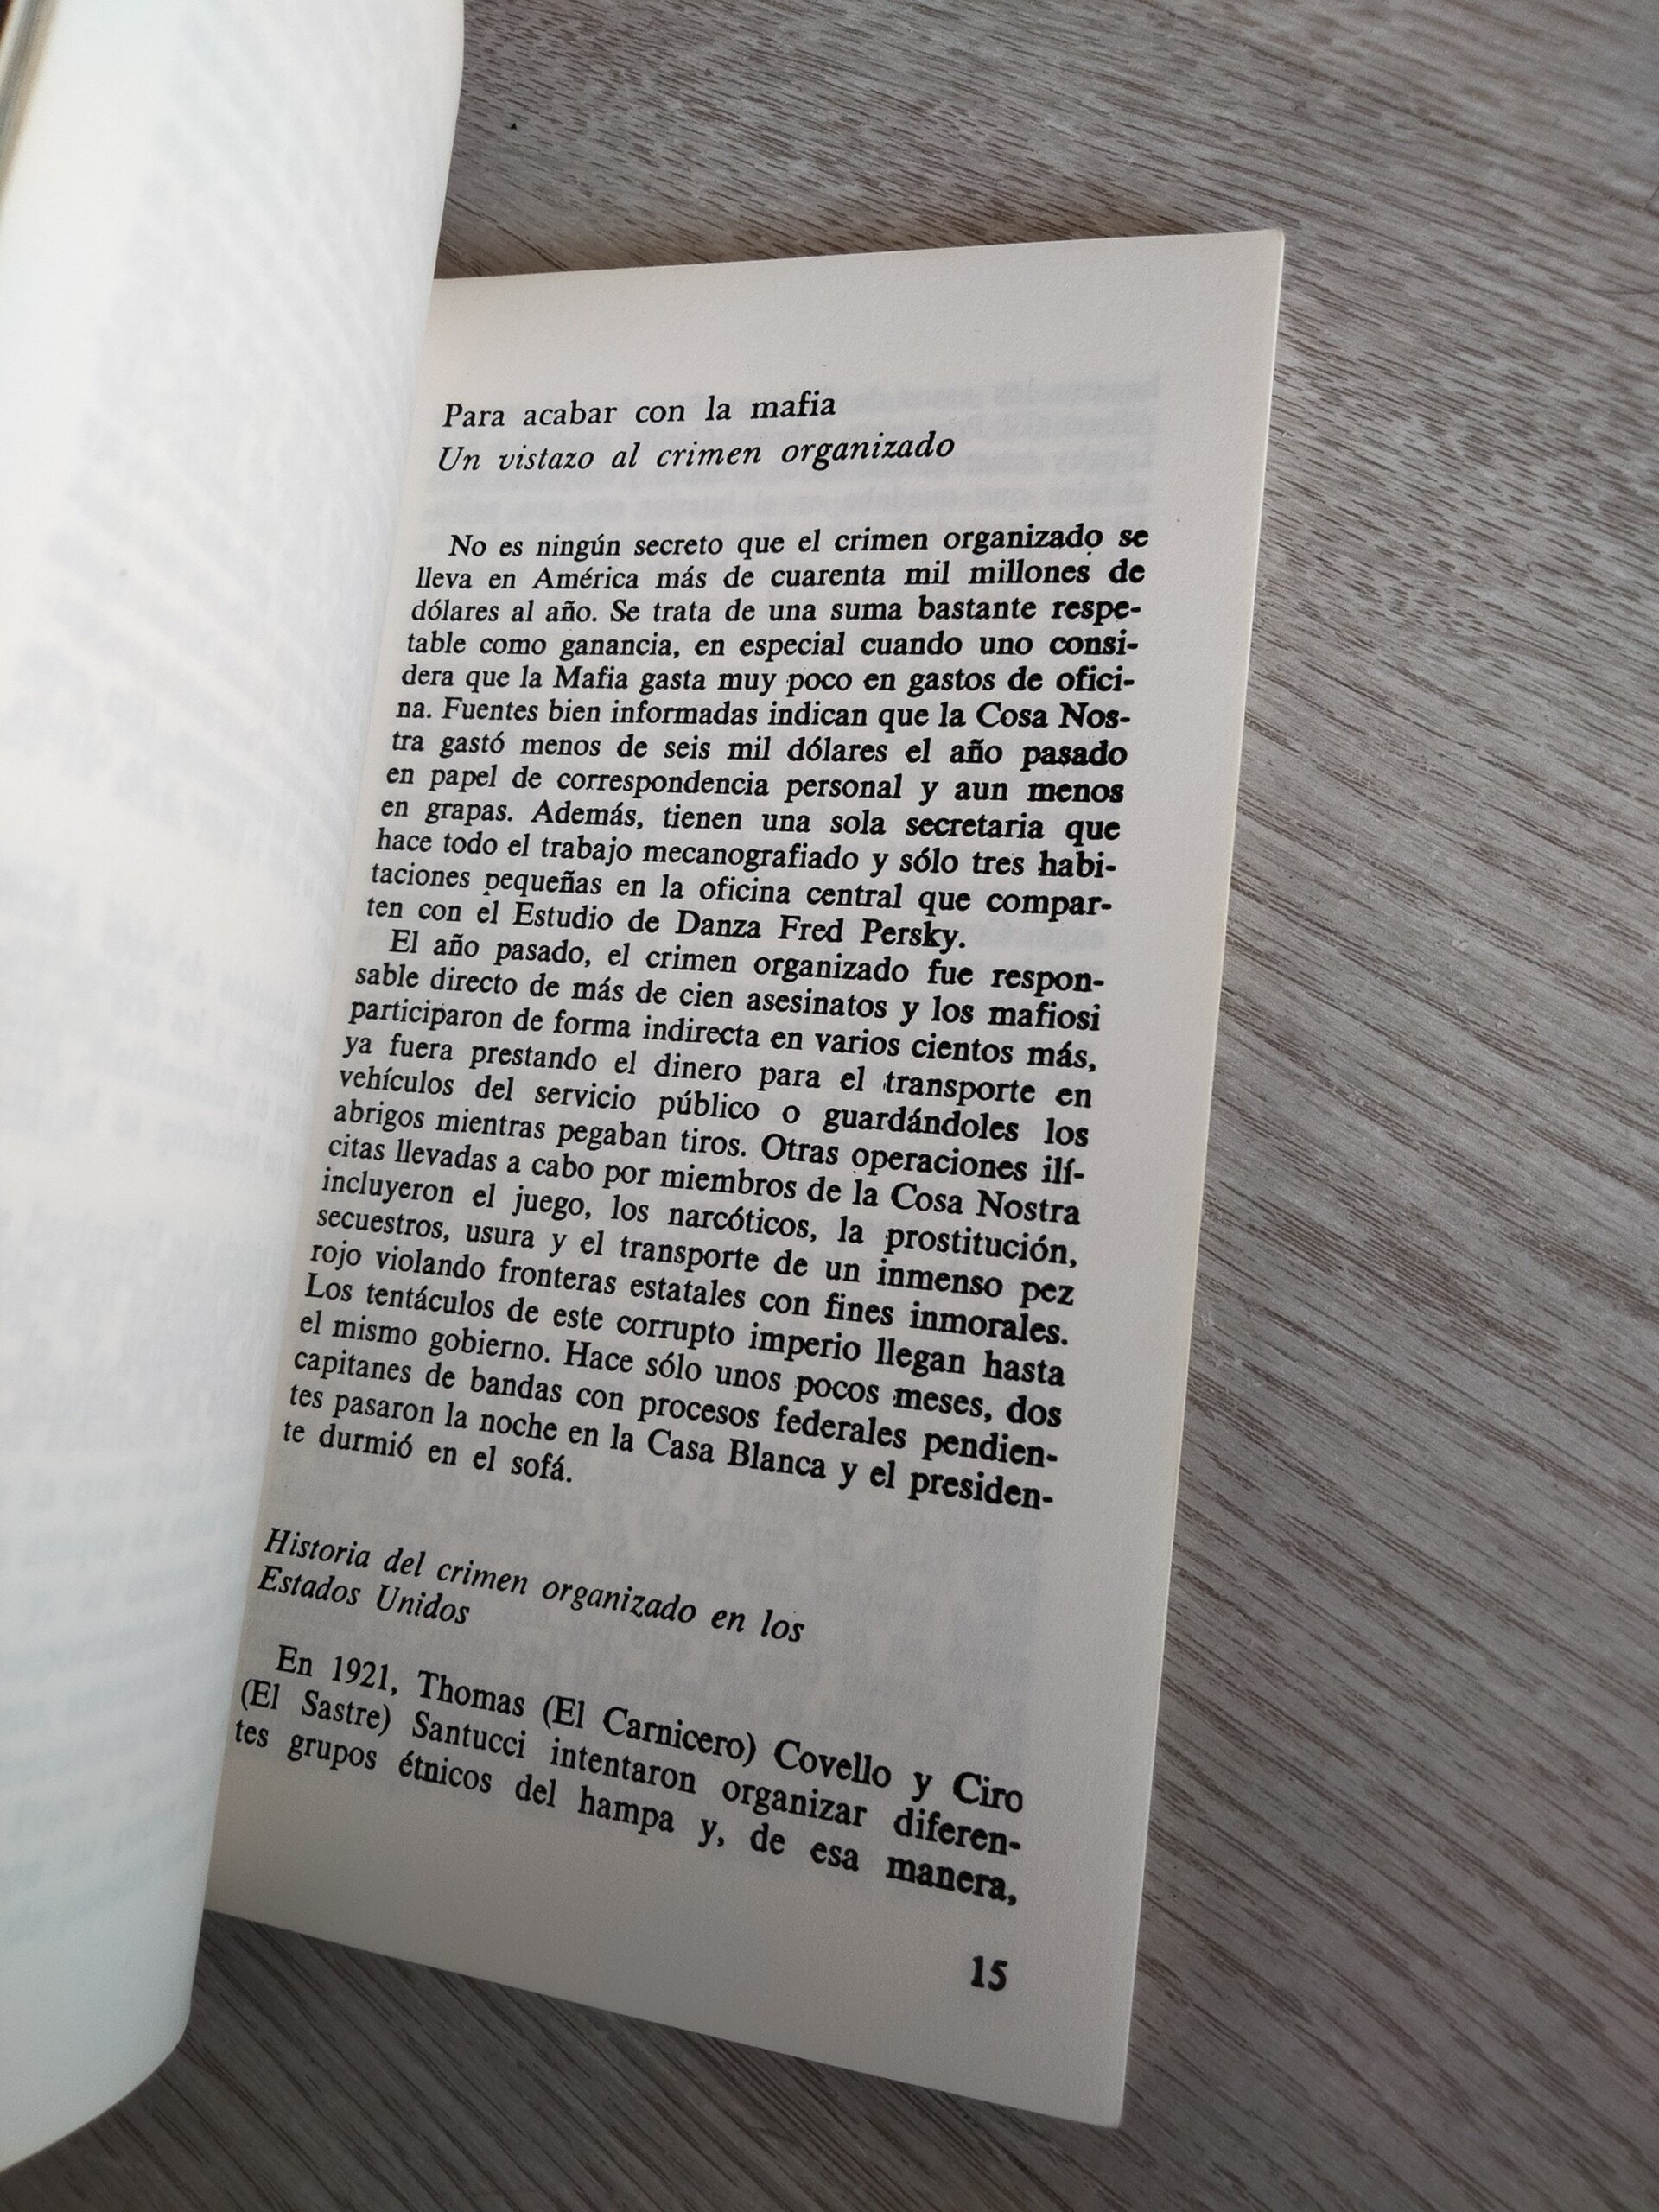 Para acabar con la mafia
Un vistazo al crimen organizado
No es ningún secreto que el crimen organizado se
lleva en América más de cuarenta mil millones de
dólares al año. Se trata de una suma bastante respe-
table como ganancia, en especial cuando uno consi-
dera que la Mafia gasta muy poco en gastos de ofici-
na. Fuentes bien informadas indican que la Cosa Nos-
tra gastó menos de seis mil dólares el año pasado
en papel de correspondencia personal y aun menos
en grapas. Además, tienen una sola secretaria que
hace todo el trabajo mecanografiado y sólo tres habi-
taciones pequeñas en la oficina central que compar-
ten con el Estudio de Danza Fred Persky.
El año pasado, el crimen organizado fue respon-
sable directo de más de cien asesinatos y los mafiosi
participaron de forma indirecta en varios cientos más,
ya fuera prestando el dinero para el transporte en
vehículos del servicio público o guardándoles los
abrigos mientras pegaban tiros. Otras operaciones ilí-
citas llevadas a cabo por miembros de la Cosa Nostra
incluyeron el juego, los narcóticos, la prostitución,
secuestros, usura y el transporte de un inmenso pez
rojo violando fronteras estatales con fines inmorales.
Los tentáculos de este corrupto imperio llegan hasta
el mismo gobierno. Hace sólo unos pocos meses, dos
capitanes de bandas con procesos federales pendien-
tes pasaron la noche en la Casa Blanca y el presiden-
te durmió en el sofá.
Historia del crimen organizado en los
Estados Unidos
En 1921, Thomas (El Carnicero) Covello y Ciro
(El Sastre) Santucci intentaron organizar diferen-
tes grupos étnicos del hampa y, de esa manera,
15